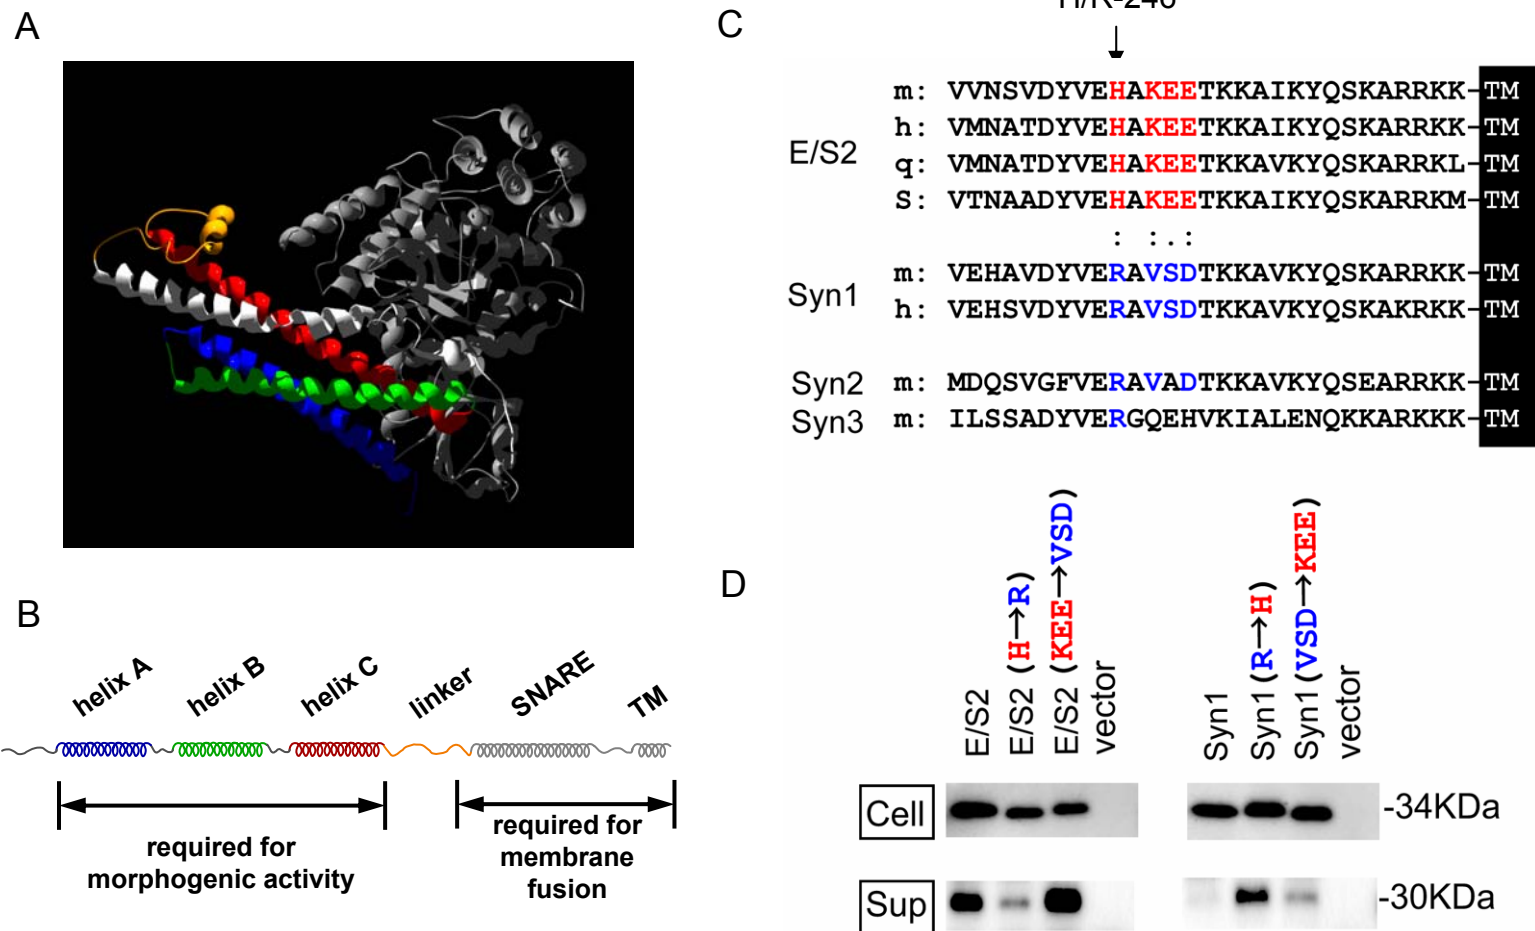 A
B
helix A
helix B
helix C
linker
SNARE
TM
required for
morphogenic activity
required for
membrane
fusion
C
H/R-246
E/S2
m: VVNSVDYVEHAKEETKKAIKYQSKARRKK-TM
h: VMNATDYVEHAKEETKKAIKYQSKARRKK-TM
q: VMNATDYVEHAKEETKKAVKYQSKARRKL-TM
S: VTNAADYVEHAKEETKKAIKYQSKARRKM-TM
: :.:
Syn1
m: VEHAVDYVERAVSDTKKAVKYQSKARRKK-TM
h: VEHSVDYVERAVSDTKKAVKYQSKARRKK-TM
Syn2 m: MDQSVGFVERAVADTKKAVKYQSEARRKK-TM
Syn3 m: ILSSADYVERGQEHVKIALENQKKARKKK-TM
D
E/S2
E/S2 (H→R)
E/S2 (KEE→VSD)
vector
Syn1
Syn1(R→H)
Syn1(VSD→KEE)
vector
Cell
-34KDa
Sup
-30KDa